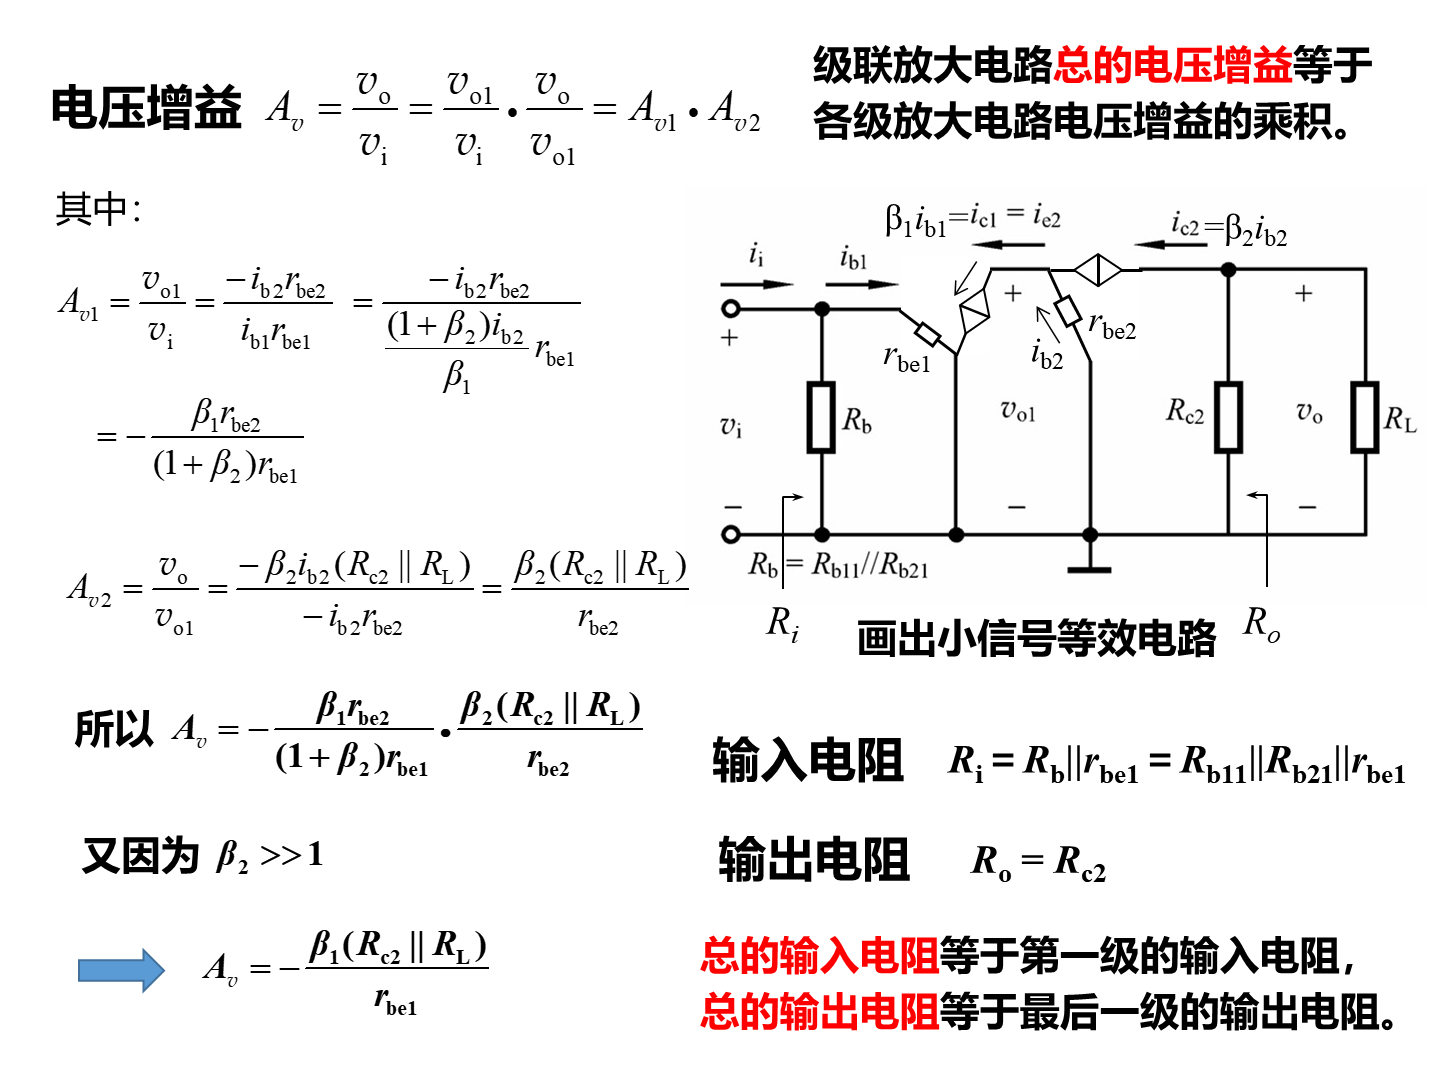 级联放大电路总的电压增益等于
各级放大电路电压增益的乘积。
电压增益 A_v = v_o / v_i = v_o1 / v_i • v_o / v_o1 = A_v1 • A_v2
其中：
A_v1 = v_o1 / v_i = -i_b2 r_be2 / (i_b1 r_be1) = -i_b2 r_be2 / (((1+β_2)i_b2 / β_1) r_be1)
= - β_1 r_be2 / ((1+β_2) r_be1)
A_v2 = v_o / v_o1 = -β_2 i_b2 (R_c2 || R_L) / (-i_b2 r_be2) = β_2 (R_c2 || R_L) / r_be2
所以 A_v = - β_1 r_be2 / ((1+β_2) r_be1) • β_2 (R_c2 || R_L) / r_be2
又因为 β_2 >> 1
A_v = - β_1 (R_c2 || R_L) / r_be1
β_1 i_b1 = i_c1 = i_e2
i_c2 = β_2 i_b2
i_i
i_b1
+
+
+
r_be1
i_b2
r_be2
v_i
R_b
v_o1
R_c2
v_o
R_L
−
−
−
R_b = R_b11//R_b21
R_i
R_o
画出小信号等效电路
输入电阻 R_i = R_b||r_be1 = R_b11||R_b21||r_be1
输出电阻 R_o = R_c2
总的输入电阻等于第一级的输入电阻，
总的输出电阻等于最后一级的输出电阻。